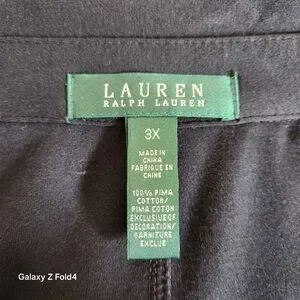 LAUREN
RALPH LAUREN
3X
MADE IN
CHINA
FABRIQUE EN
CHINE
100% PIMA
COTTON/
PIMA COTON
EXCLUSIVE OF
DECORATION/
GARNITURE
EXCLUE
Galaxy Z Fold4